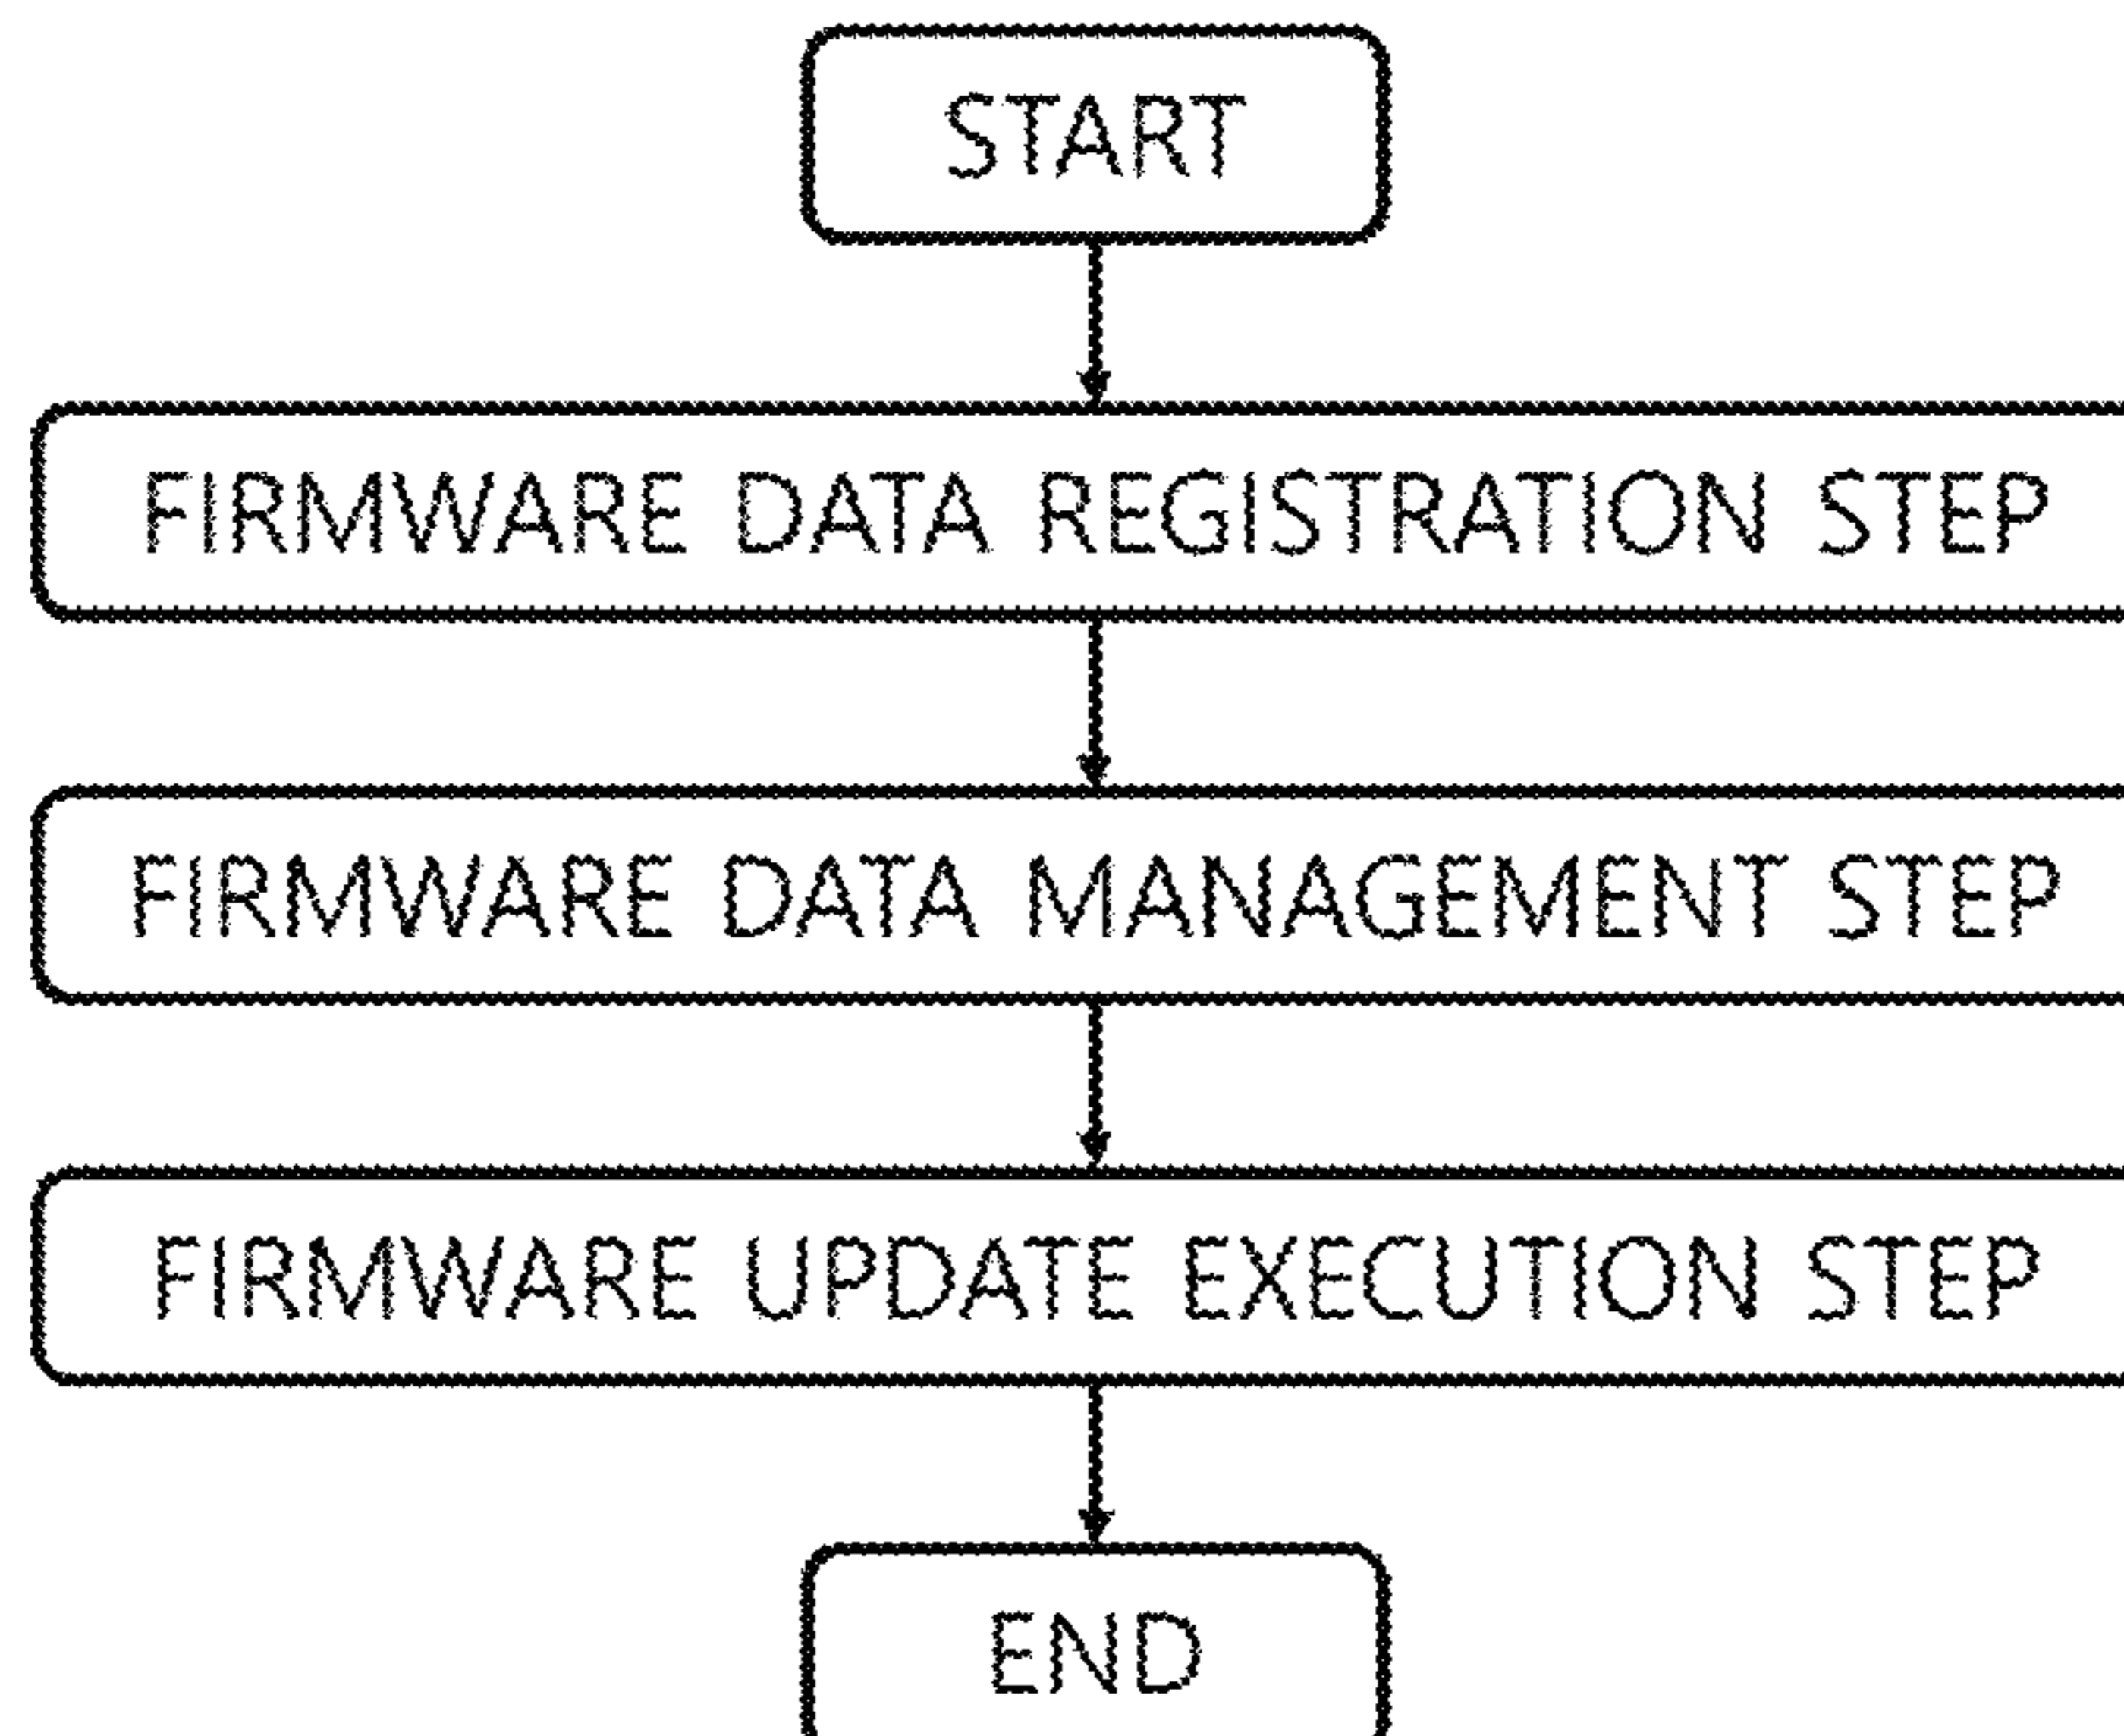 START
FIRMWARE DATA REGISTRATION STEP
FIRMWARE DATA MANAGEMENT STEP
FIRMWARE UPDATE EXECUTION STEP
END